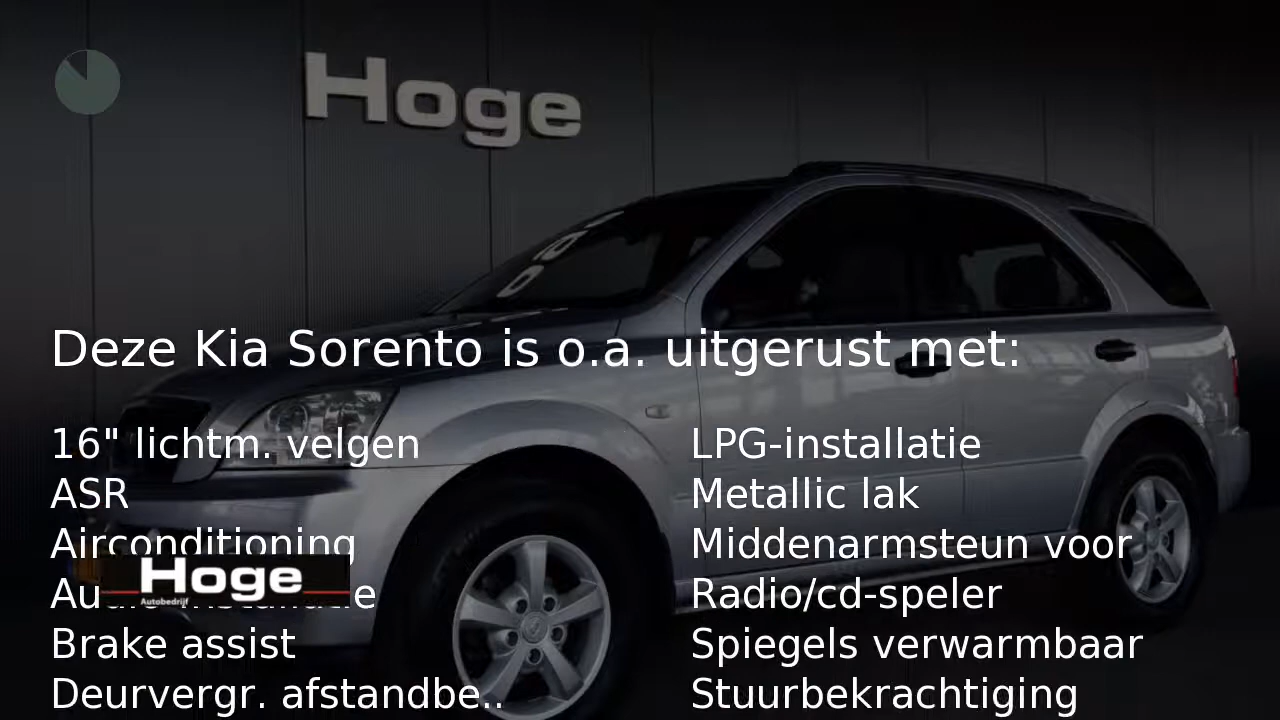 Hoge
Deze Kia Sorento is o.a. uitgerust met:
16" lichtm. velgen
ASR
Airconditioning
Brake assist
Deurvergr. afstandbe..
LPG-installatie
Metallic lak
Middenarmsteun voor
Radio/cd-speler
Spiegels verwarmbaar
Stuurbekrachtiging
Hoge
Autobedrijf